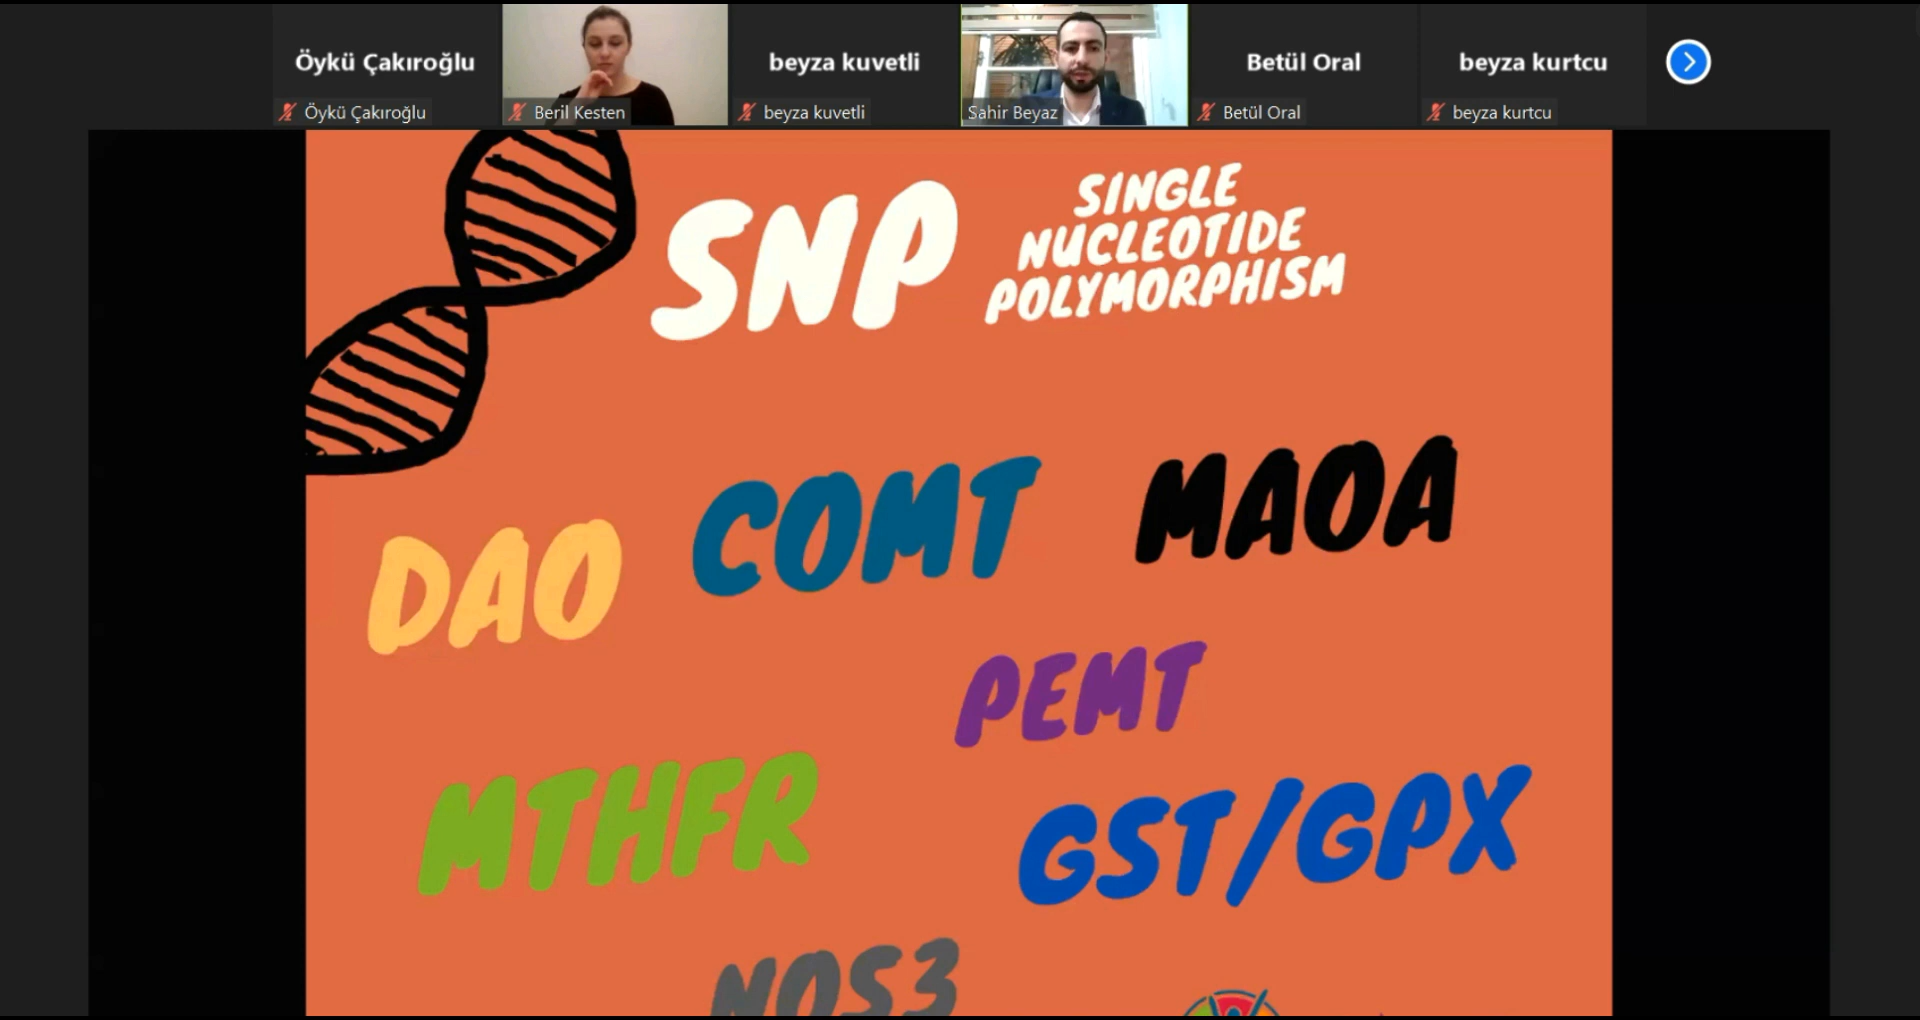 Öykü Çakıroğlu
beyza kuvetli
Betül Oral
beyza kurtcu
Öykü Çakıroğlu
Beril Kesten
beyza kuvetli
Sahir Beyaz
Betül Oral
beyza kurtcu
SNP
SINGLE
NUCLEOTIDE
POLYMORPHISM
DAO
COMT
MAOA
PEMT
MTHFR
GST/GPX
NOS3